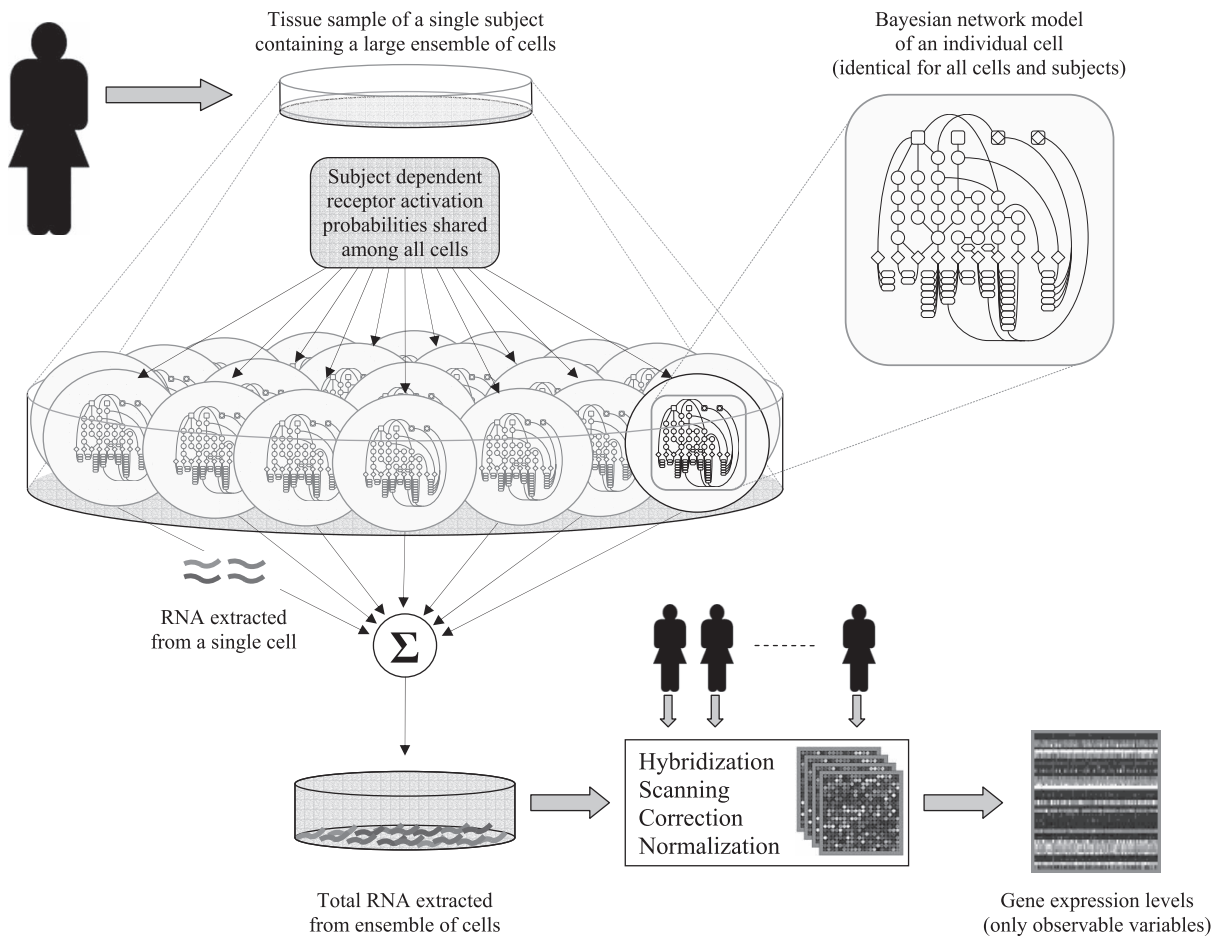 Tissue sample of a single subject
containing a large ensemble of cells
Bayesian network model
of an individual cell
(identical for all cells and subjects)
Subject dependent
receptor activation
probabilities shared
among all cells
RNA extracted
from a single cell
Σ
Hybridization
Scanning
Correction
Normalization
Total RNA extracted
from ensemble of cells
Gene expression levels
(only observable variables)